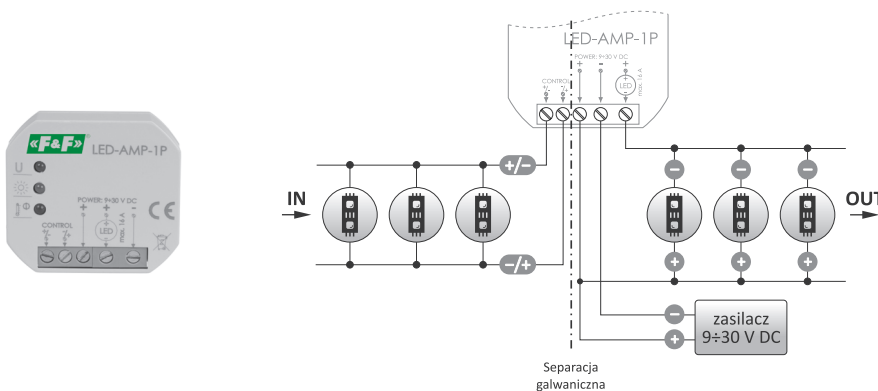 «F&F»®
LED-AMP-1P
U
POWER: 9÷30 V DC
+ + -
CONTROL
+/- -/+
LED
max. 16 A
CE
LED-AMP-1P
POWER: 9÷30 V DC
+ - +
CONTROL
+/- -/+
+
LED
-
max. 16 A
+/-
IN
OUT
-/+
- - -
+ + +
-
+
zasilacz
9÷30 V DC
Separacja
galwaniczna